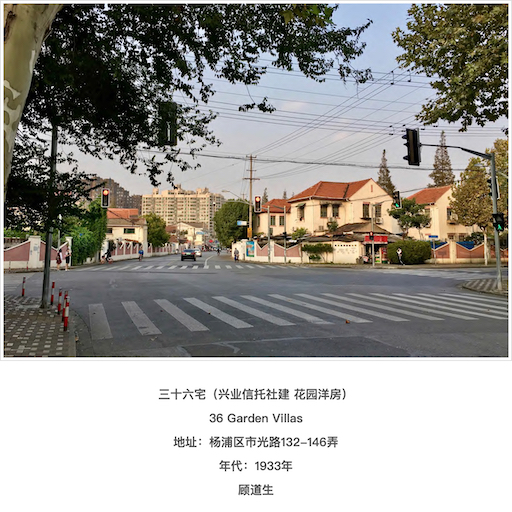 三十六宅（兴业信托社建 花园洋房）
36 Garden Villas
地址：杨浦区市光路132-146弄
年代：1933年
顾道生